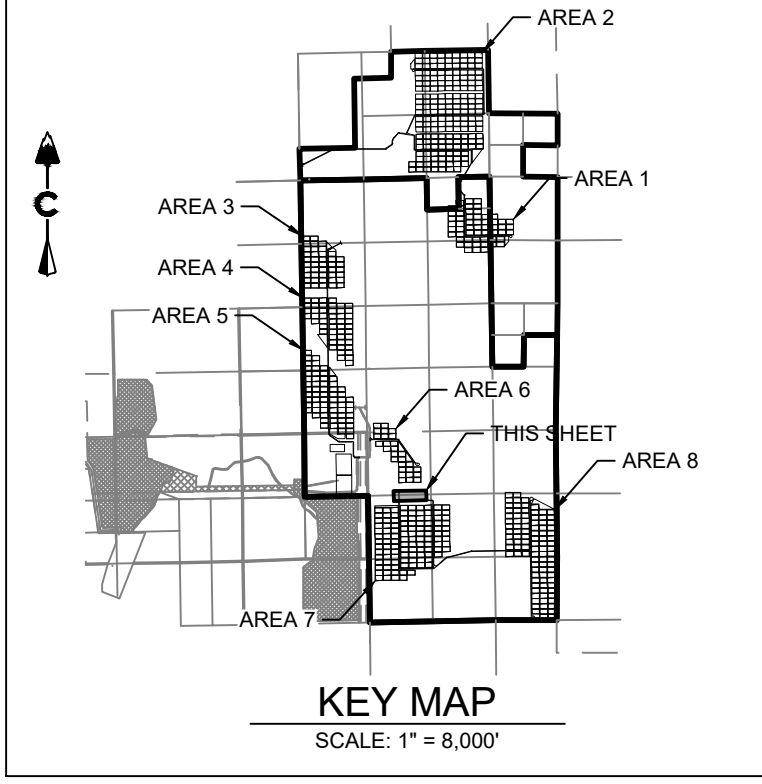 AREA 2
AREA 1
AREA 3
AREA 4
AREA 5
AREA 6
THIS SHEET
AREA 8
AREA 7
KEY MAP
SCALE: 1" = 8,000'